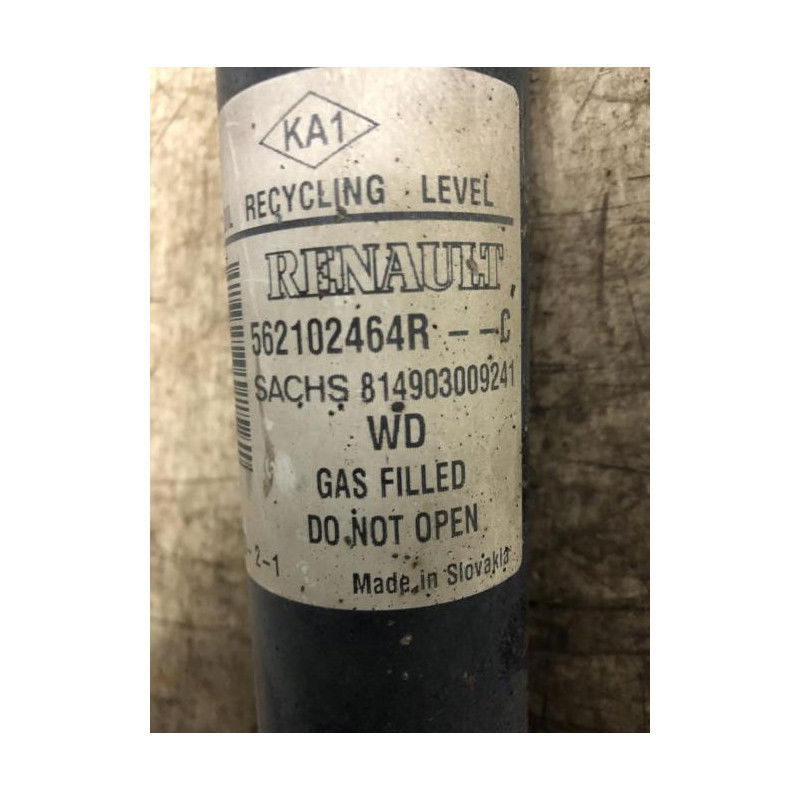 KA1
RECYCLING LEVEL
RENAULT
562102464R --C
SACHS 814903009241
WD
GAS FILLED
DO NOT OPEN
-2-1
Made in Slovakia